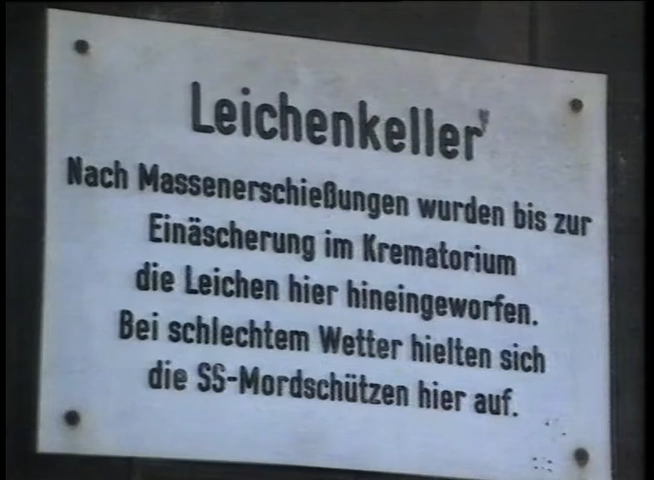 Leichenkeller
Nach Massenerschießungen wurden bis zur
Einäscherung im Krematorium
die Leichen hier hineingeworfen.
Bei schlechtem Wetter hielten sich
die SS-Mordschützen hier auf.